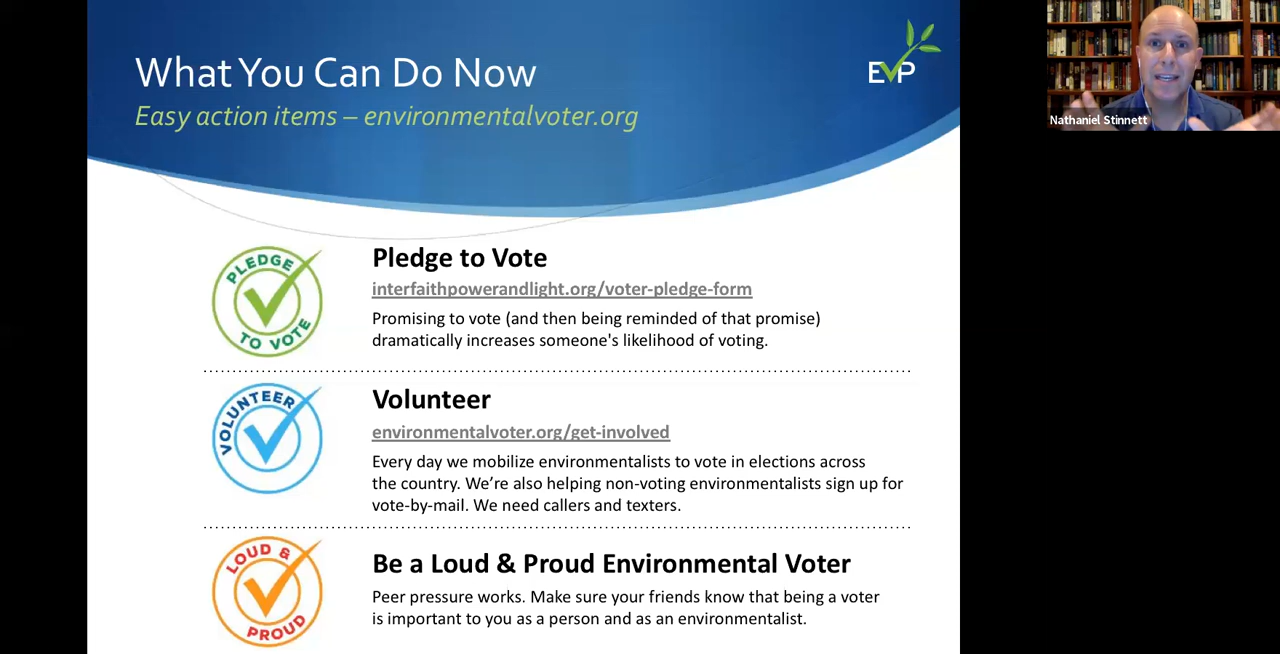 What You Can Do Now
Easy action items – environmentalvoter.org
EVP
Nathaniel Stinnett
PLEDGE
TO VOTE
Pledge to Vote
interfaithpowerandlight.org/voter-pledge-form
Promising to vote (and then being reminded of that promise)
dramatically increases someone's likelihood of voting.
VOLUNTEER
Volunteer
environmentalvoter.org/get-involved
Every day we mobilize environmentalists to vote in elections across
the country. We’re also helping non-voting environmentalists sign up for
vote-by-mail. We need callers and texters.
LOUD &
PROUD
Be a Loud & Proud Environmental Voter
Peer pressure works. Make sure your friends know that being a voter
is important to you as a person and as an environmentalist.